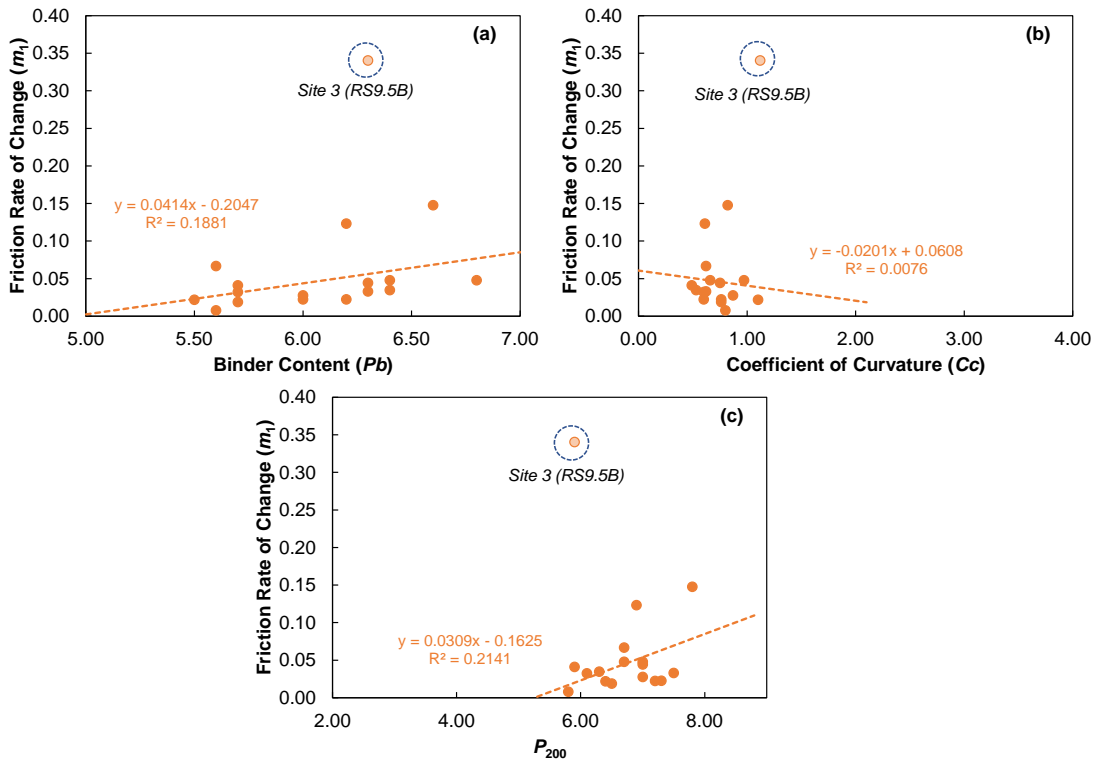 Friction Rate of Change (m1)
0.40
0.35
0.30
0.25
0.20
0.15
0.10
0.05
0.00
(a)
Site 3 (RS9.5B)
y = 0.0414x - 0.2047
R² = 0.1881
5.00 5.50 6.00 6.50 7.00
Binder Content (Pb)
Friction Rate of Change (m1)
0.40
0.35
0.30
0.25
0.20
0.15
0.10
0.05
0.00
(b)
Site 3 (RS9.5B)
y = -0.0201x + 0.0608
R² = 0.0076
0.00 1.00 2.00 3.00 4.00
Coefficient of Curvature (Cc)
Friction Rate of Change (m1)
0.40
0.35
0.30
0.25
0.20
0.15
0.10
0.05
0.00
(c)
Site 3 (RS9.5B)
y = 0.0309x - 0.1625
R² = 0.2141
2.00 4.00 6.00 8.00
P200